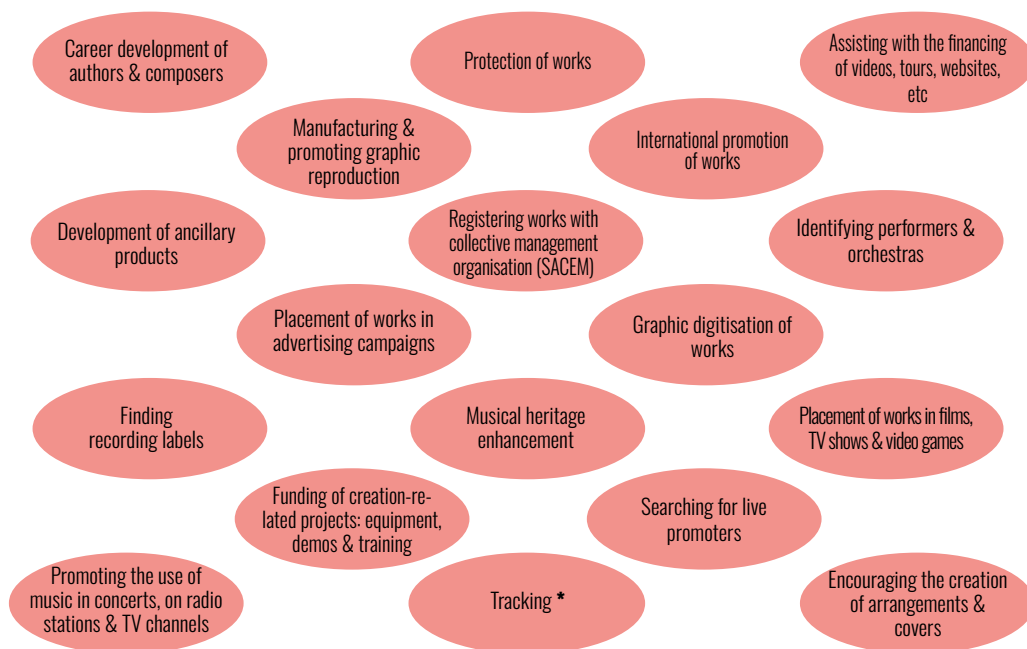 Career development of
authors & composers
Protection of works
Assisting with the financing
of videos, tours, websites,
etc
Manufacturing &
promoting graphic
reproduction
International promotion
of works
Development of ancillary
products
Registering works with
collective management
organisation (SACEM)
Identifying performers &
orchestras
Placement of works in
advertising campaigns
Graphic digitisation of
works
Finding
recording labels
Musical heritage
enhancement
Placement of works in films,
TV shows & video games
Funding of creation-re-
lated projects: equipment,
demos & training
Searching for live
promoters
Promoting the use of
music in concerts, on radio
stations & TV channels
Tracking *
Encouraging the creation
of arrangements &
covers